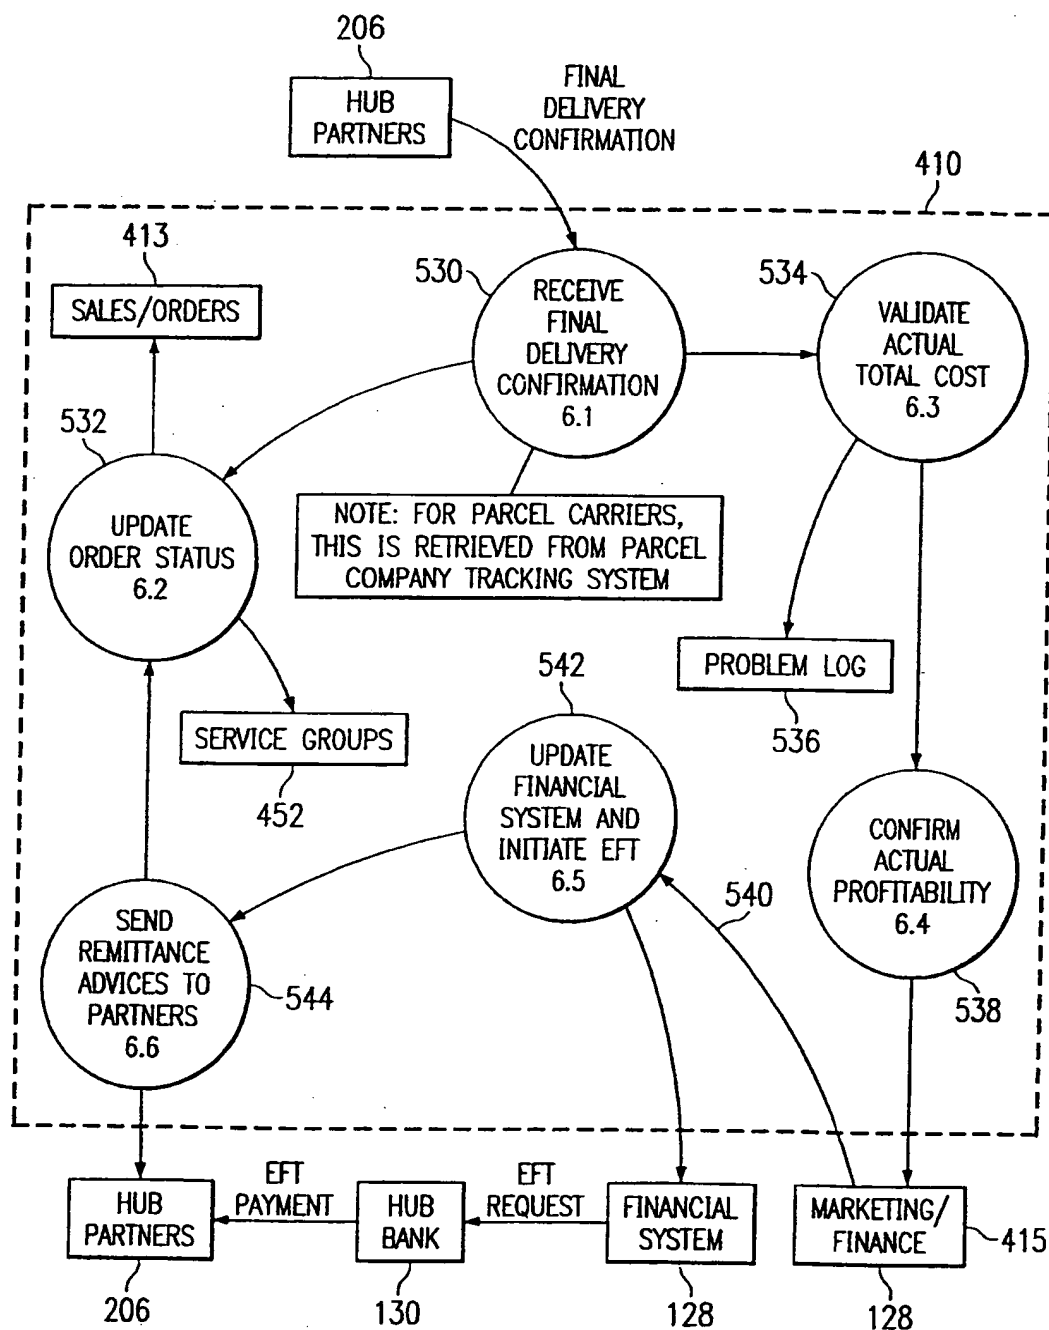 206
HUB
PARTNERS
FINAL
DELIVERY
CONFIRMATION
410
413
SALES/ORDERS
530
RECEIVE
FINAL
DELIVERY
CONFIRMATION
6.1
534
VALIDATE
ACTUAL
TOTAL COST
6.3
532
UPDATE
ORDER STATUS
6.2
NOTE: FOR PARCEL CARRIERS,
THIS IS RETRIEVED FROM PARCEL
COMPANY TRACKING SYSTEM
PROBLEM LOG
536
SERVICE GROUPS
452
542
UPDATE
FINANCIAL
SYSTEM AND
INITIATE EFT
6.5
540
CONFIRM
ACTUAL
PROFITABILITY
6.4
538
SEND
REMITTANCE
ADVICES TO
PARTNERS
6.6
544
HUB
PARTNERS
206
EFT
PAYMENT
HUB
BANK
130
EFT
REQUEST
FINANCIAL
SYSTEM
128
MARKETING/
FINANCE
415
128